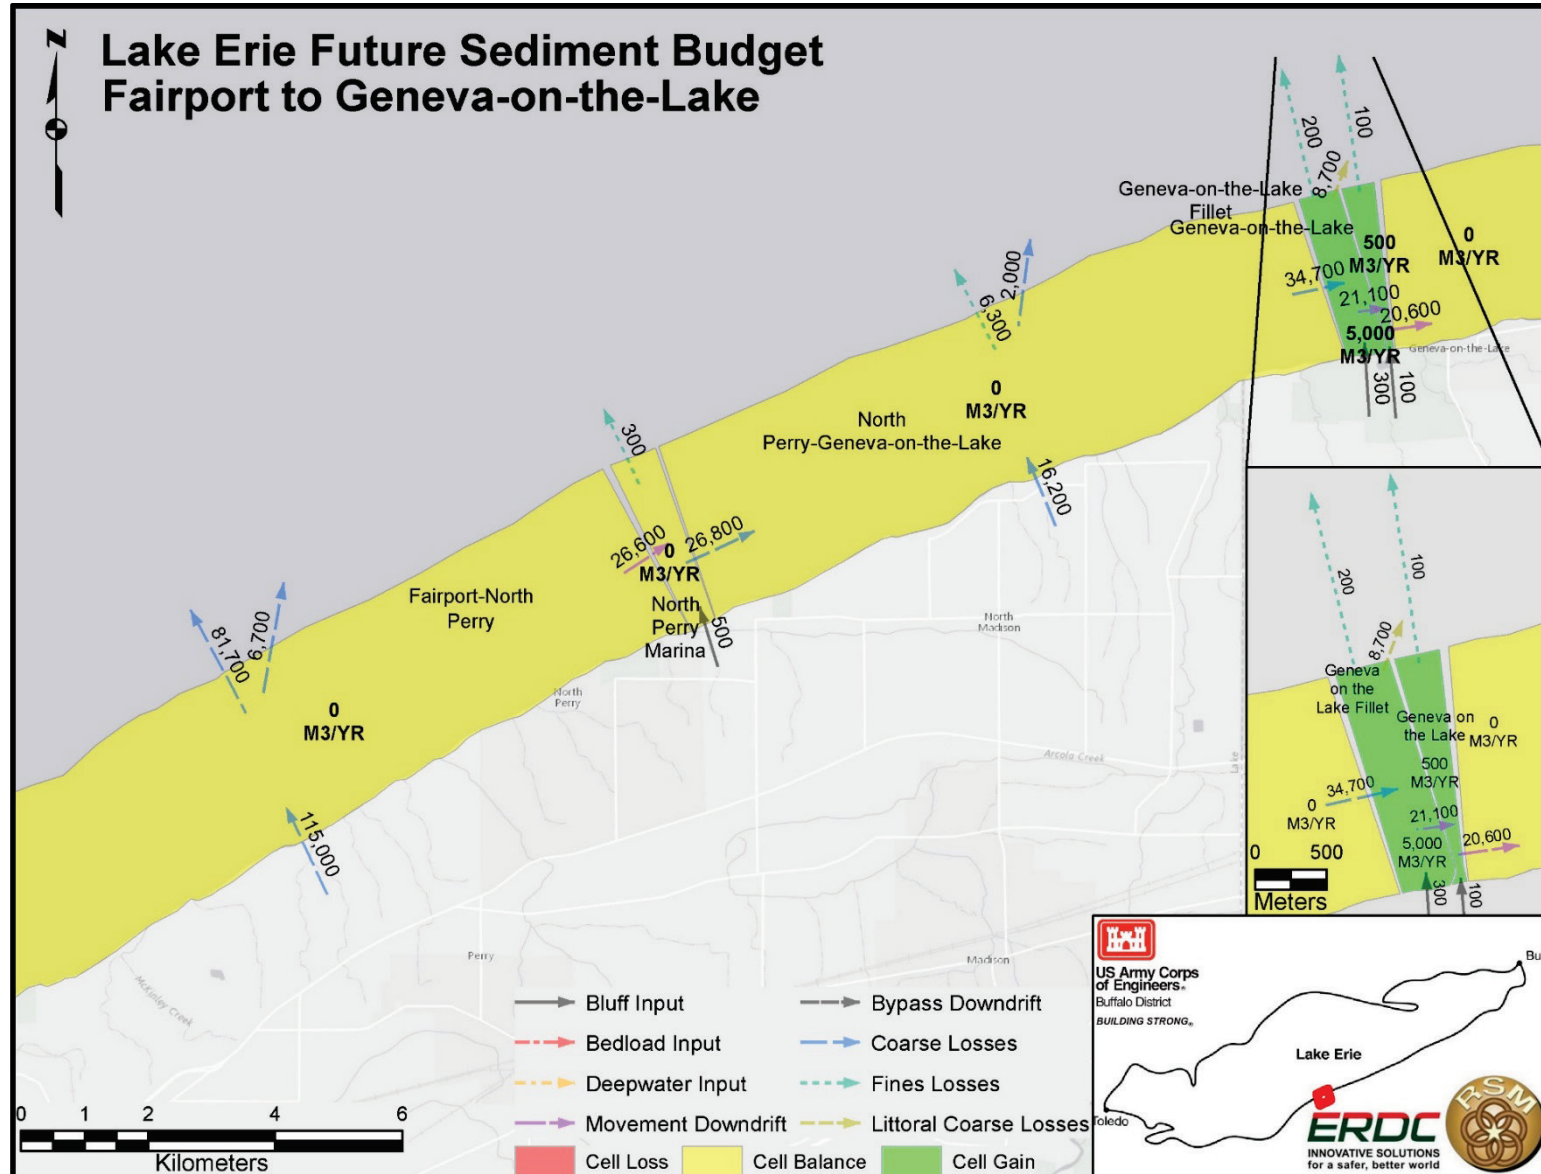 N
Lake Erie Future Sediment Budget
Fairport to Geneva-on-the-Lake
200
100
8,700
Geneva-on-the-Lake
Fillet
Geneva-on-the-Lake
500
M3/YR
0
M3/YR
34,700
21,100
20,600
5,000
M3/YR
Geneva-on-the-Lake
300
100
2,000
6,300
0
M3/YR
North
Perry-Geneva-on-the-Lake
16,200
300
26,600
26,800
0
M3/YR
Fairport-North
Perry
North
Perry
Marina
500
North
Madison
81,700
6,700
0
M3/YR
North
Perry
115,000
Arcola Creek
Lake
McKinley Creek
Perry
Madison
200
100
8,700
Geneva
on the
Lake Fillet
Geneva on
the Lake
0
M3/YR
500
M3/YR
34,700
0
M3/YR
21,100
20,600
5,000
M3/YR
0 500
Meters
300
100
Bluff Input
Bedload Input
Deepwater Input
Movement Downdrift
Bypass Downdrift
Coarse Losses
Fines Losses
Littoral Coarse Losses
Cell Loss
Cell Balance
Cell Gain
0 1 2 4 6
Kilometers
US Army Corps
of Engineers®
Buffalo District
BUILDING STRONG®
Bu
Lake Erie
Toledo
ERDC
INNOVATIVE SOLUTIONS
for a safer, better world
RSM